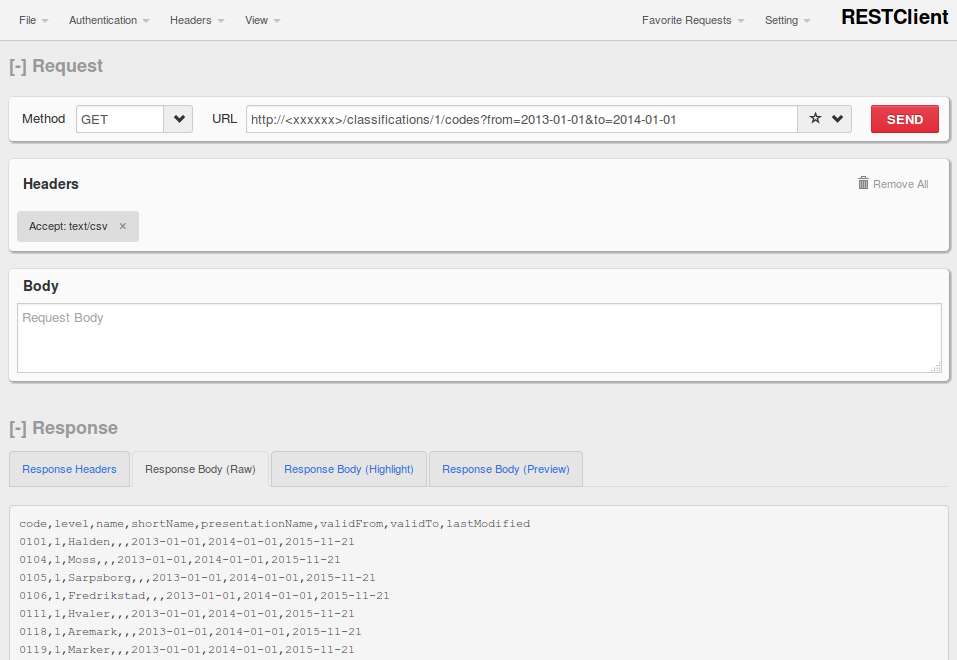 File Authentication Headers View Favorite Requests Setting RESTClient
[-] Request
Method GET URL http://<xxxxxx>/classifications/1/codes?from=2013-01-01&to=2014-01-01 SEND
Headers Remove All
Accept: text/csv ×
Body
Request Body
[-] Response
Response Headers Response Body (Raw) Response Body (Highlight) Response Body (Preview)
code,level,name,shortName,presentationName,validFrom,validTo,lastModified
0101,1,Halden,,,2013-01-01,2014-01-01,2015-11-21
0104,1,Moss,,,2013-01-01,2014-01-01,2015-11-21
0105,1,Sarpsborg,,,2013-01-01,2014-01-01,2015-11-21
0106,1,Fredrikstad,,,2013-01-01,2014-01-01,2015-11-21
0111,1,Hvaler,,,2013-01-01,2014-01-01,2015-11-21
0118,1,Aremark,,,2013-01-01,2014-01-01,2015-11-21
0119,1,Marker,,,2013-01-01,2014-01-01,2015-11-21